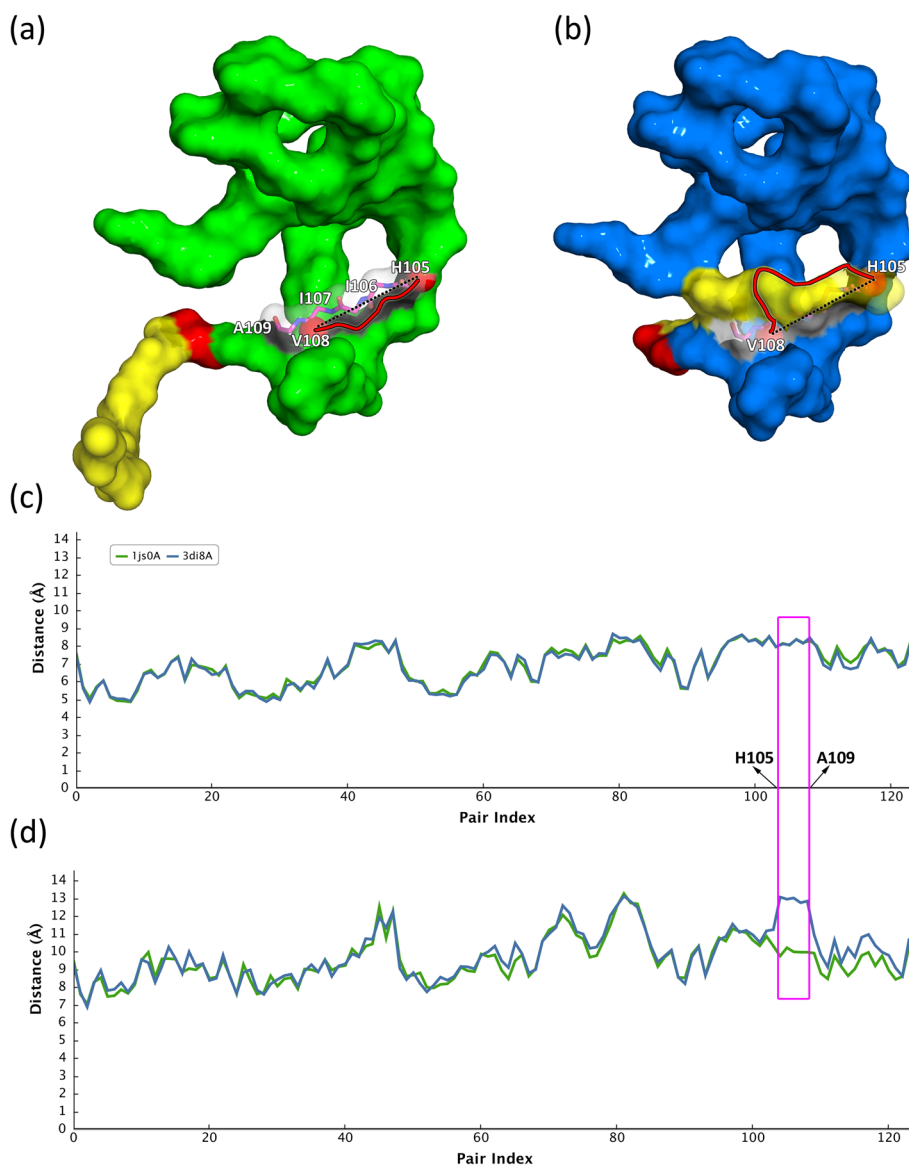 (a)
(b)
H105
I106
I107
A109
V108
H105
V108
(c)
1js0A 3di8A
14
13
12
11
10
9
8
7
6
5
4
3
2
1
0
Distance (Å)
0 20 40 60 80 100 120
Pair Index
H105 A109
(d)
14
13
12
11
10
9
8
7
6
5
4
3
2
1
0
Distance (Å)
0 20 40 60 80 100 120
Pair Index